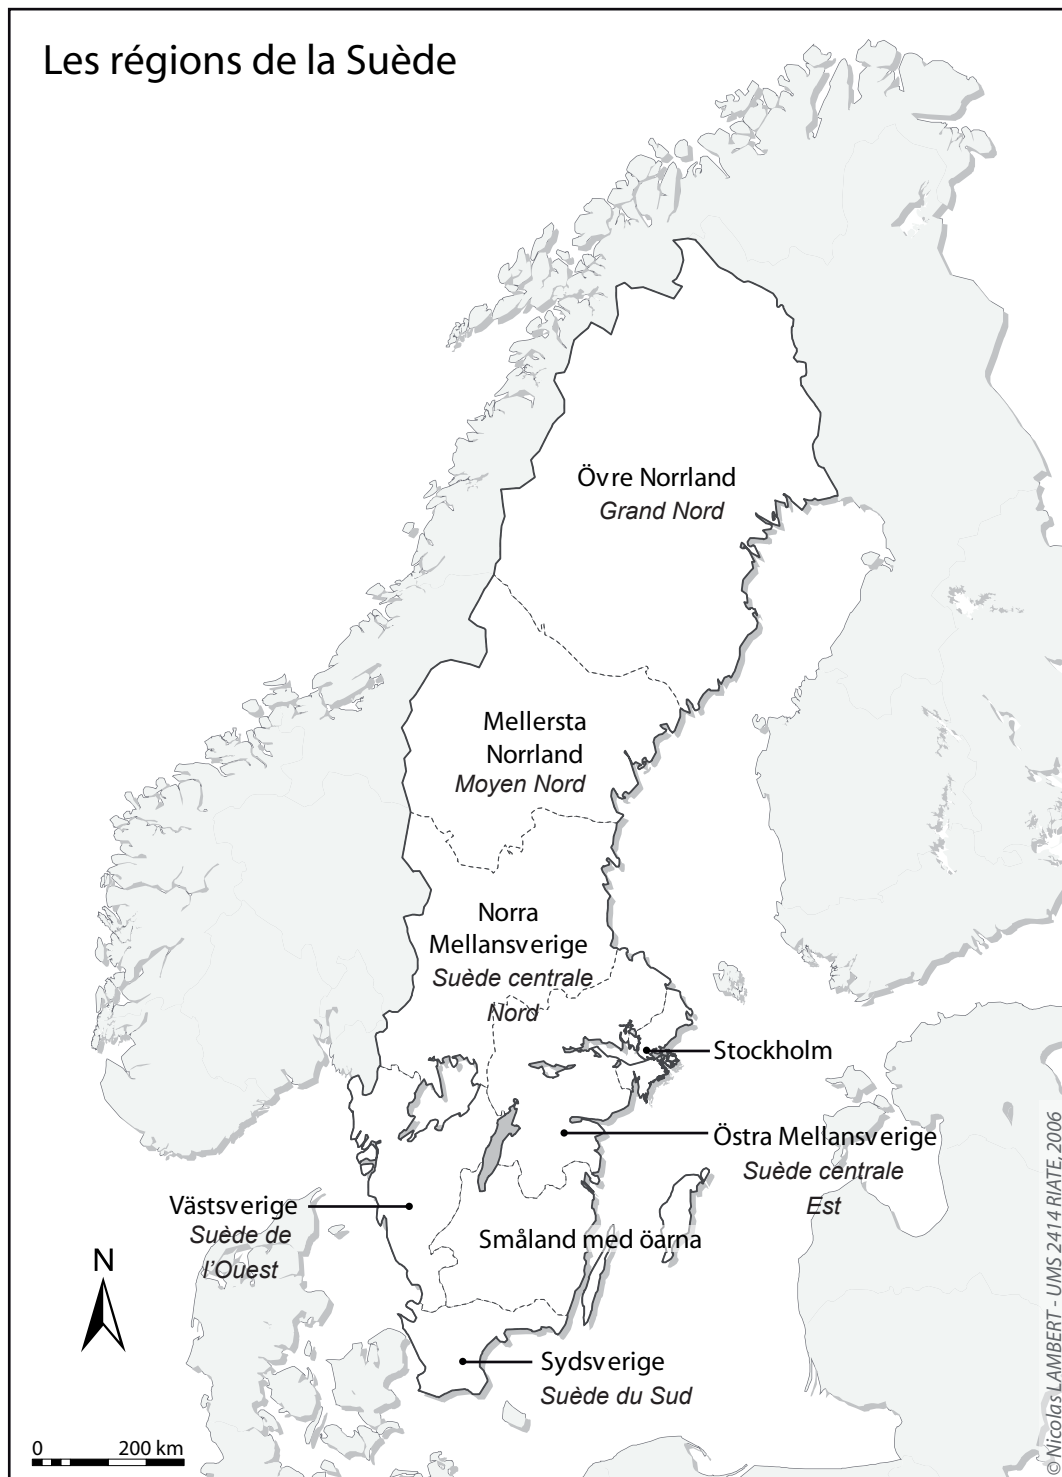 Les régions de la Suède
Övre Norrland
Grand Nord
Mellersta
Norrland
Moyen Nord
Norra
Mellansverige
Suède centrale
Nord
Stockholm
Östra Mellansverige
Suède centrale
Est
Västsverige
Suède de
l'Ouest
Småland med öarna
N
Sydsverige
Suède du Sud
0 200 km
© Nicolas LAMBERT - UMS 2414 RIATE, 2006